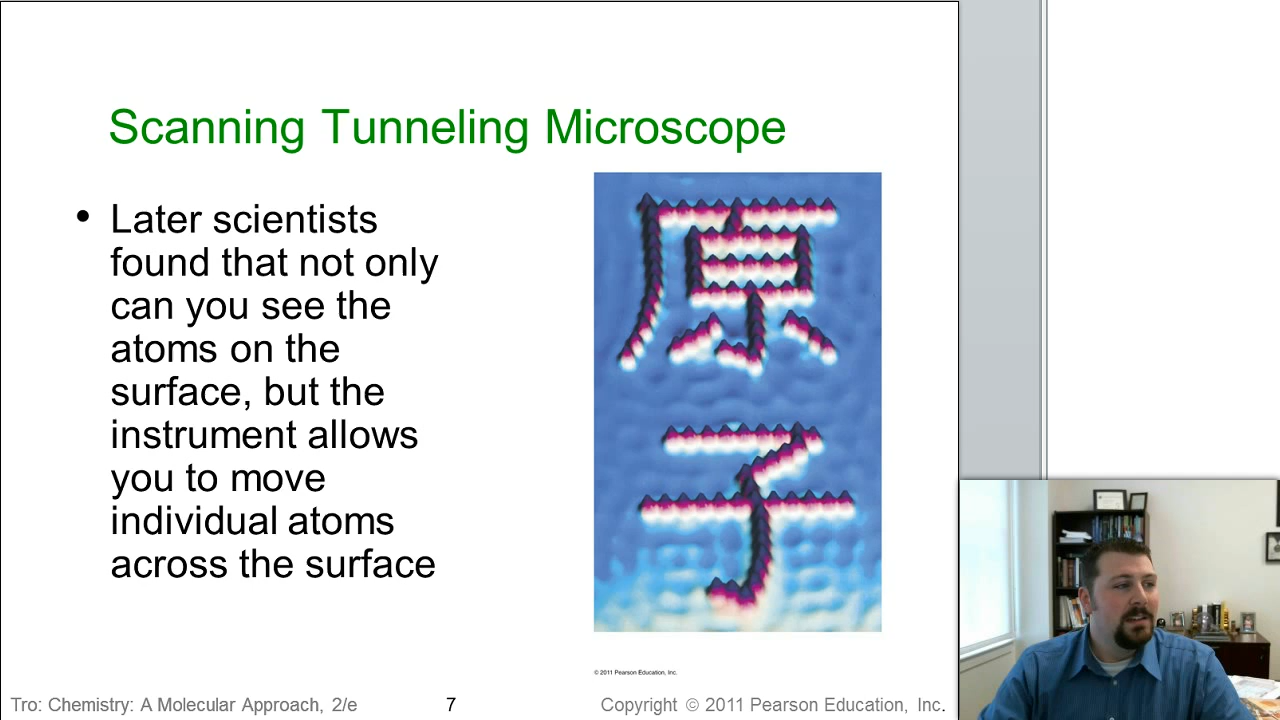 Scanning Tunneling Microscope
• Later scientists
found that not only
can you see the
atoms on the
surface, but the
instrument allows
you to move
individual atoms
across the surface
原
子
© 2011 Pearson Education, Inc.
Tro: Chemistry: A Molecular Approach, 2/e
7
Copyright © 2011 Pearson Education, Inc.